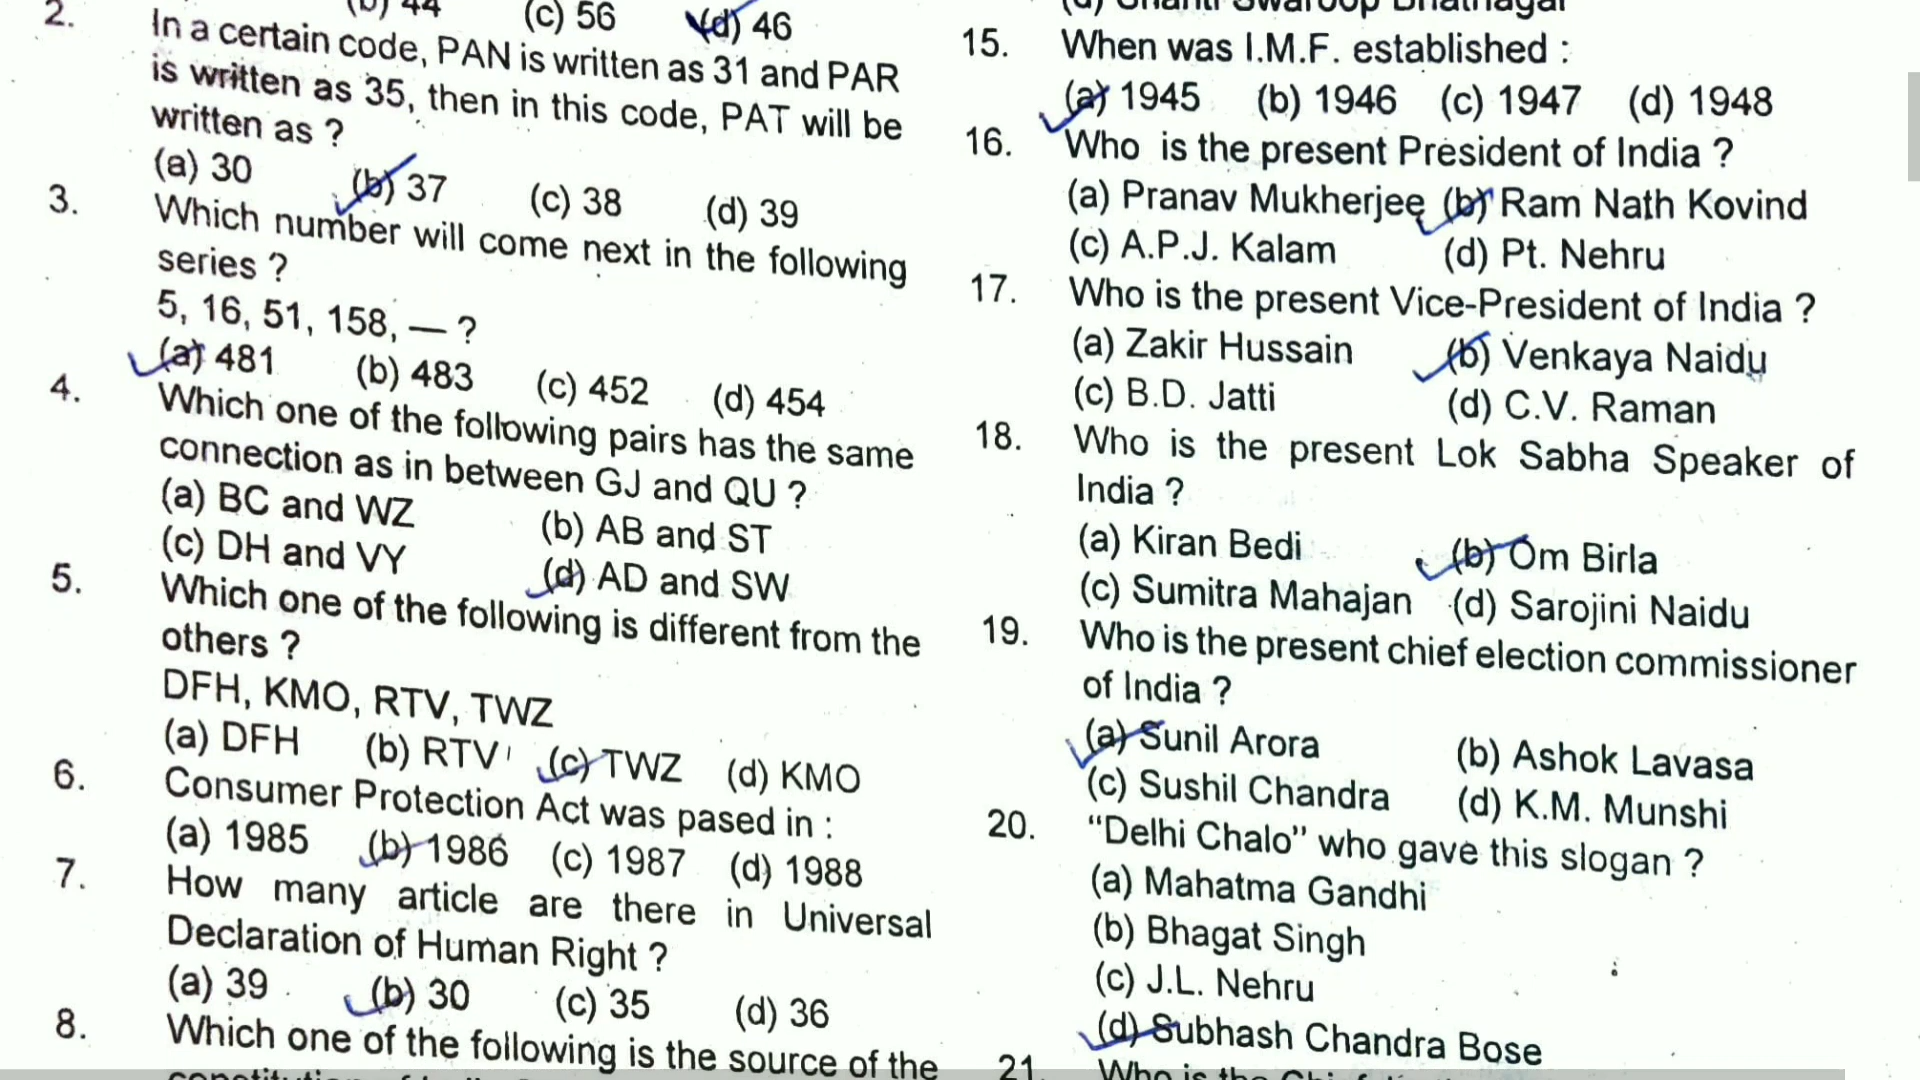 (b) 44 (c) 56 (d) 46
2. In a certain code, PAN is written as 31 and PAR
is written as 35, then in this code, PAT will be
written as ?
(a) 30 (b) 37 (c) 38 (d) 39
3. Which number will come next in the following
series ?
5, 16, 51, 158, — ?
(a) 481 (b) 483 (c) 452 (d) 454
4. Which one of the following pairs has the same
connection as in between GJ and QU ?
(a) BC and WZ (b) AB and ST
(c) DH and VY (d) AD and SW
5. Which one of the following is different from the
others ?
DFH, KMO, RTV, TWZ
(a) DFH (b) RTV (c) TWZ (d) KMO
6. Consumer Protection Act was pased in :
(a) 1985 (b) 1986 (c) 1987 (d) 1988
7. How many article are there in Universal
Declaration of Human Right ?
(a) 39 (b) 30 (c) 35 (d) 36
8. Which one of the following is the source of the
(d) Shanti Swaroop Bhatnagar
15. When was I.M.F. established :
(a) 1945 (b) 1946 (c) 1947 (d) 1948
16. Who is the present President of India ?
(a) Pranav Mukherjee (b) Ram Nath Kovind
(c) A.P.J. Kalam (d) Pt. Nehru
17. Who is the present Vice-President of India ?
(a) Zakir Hussain (b) Venkaya Naidu
(c) B.D. Jatti (d) C.V. Raman
18. Who is the present Lok Sabha Speaker of
India ?
(a) Kiran Bedi (b) Om Birla
(c) Sumitra Mahajan (d) Sarojini Naidu
19. Who is the present chief election commissioner
of India ?
(a) Sunil Arora (b) Ashok Lavasa
(c) Sushil Chandra (d) K.M. Munshi
20. “Delhi Chalo” who gave this slogan ?
(a) Mahatma Gandhi
(b) Bhagat Singh
(c) J.L. Nehru
(d) Subhash Chandra Bose
21. Who is the